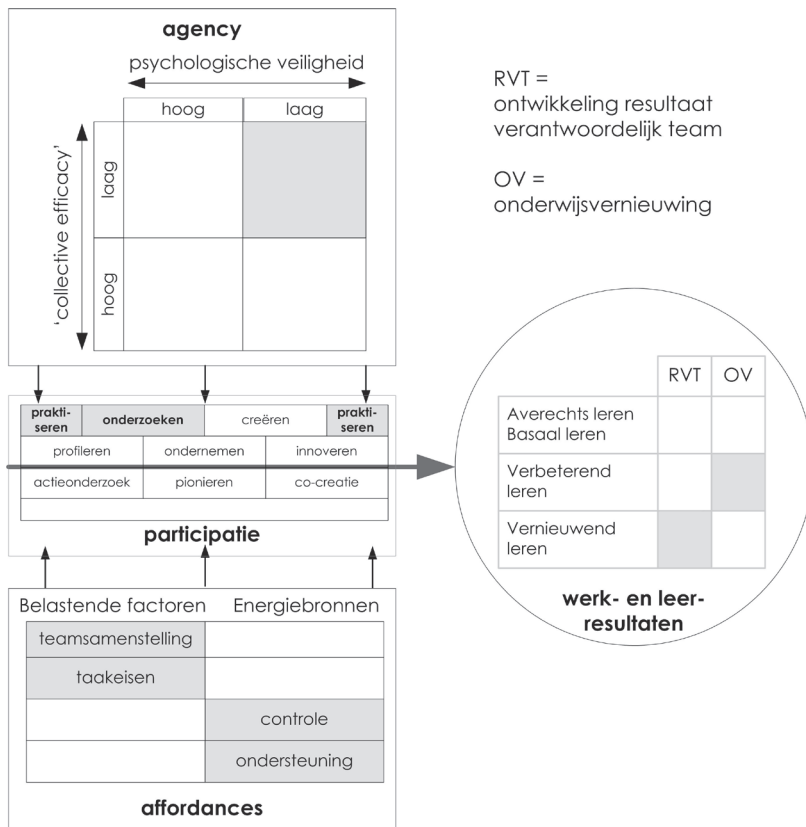 agency
psychologische veiligheid
hoog
laag
'collective efficacy'
laag
hoog
RVT =
ontwikkeling resultaat
verantwoordelijk team
OV =
onderwijsvernieuwing
prakti-
seren
onderzoeken
creëren
prakti-
seren
profileren
ondernemen
innoveren
actieonderzoek
pionieren
co-creatie
participatie
RVT
OV
Averechts leren
Basaal leren
Verbeterend
leren
Vernieuwend
leren
werk- en leer-
resultaten
Belastende factoren
Energiebronnen
teamsamenstelling
taakeisen
controle
ondersteuning
affordances